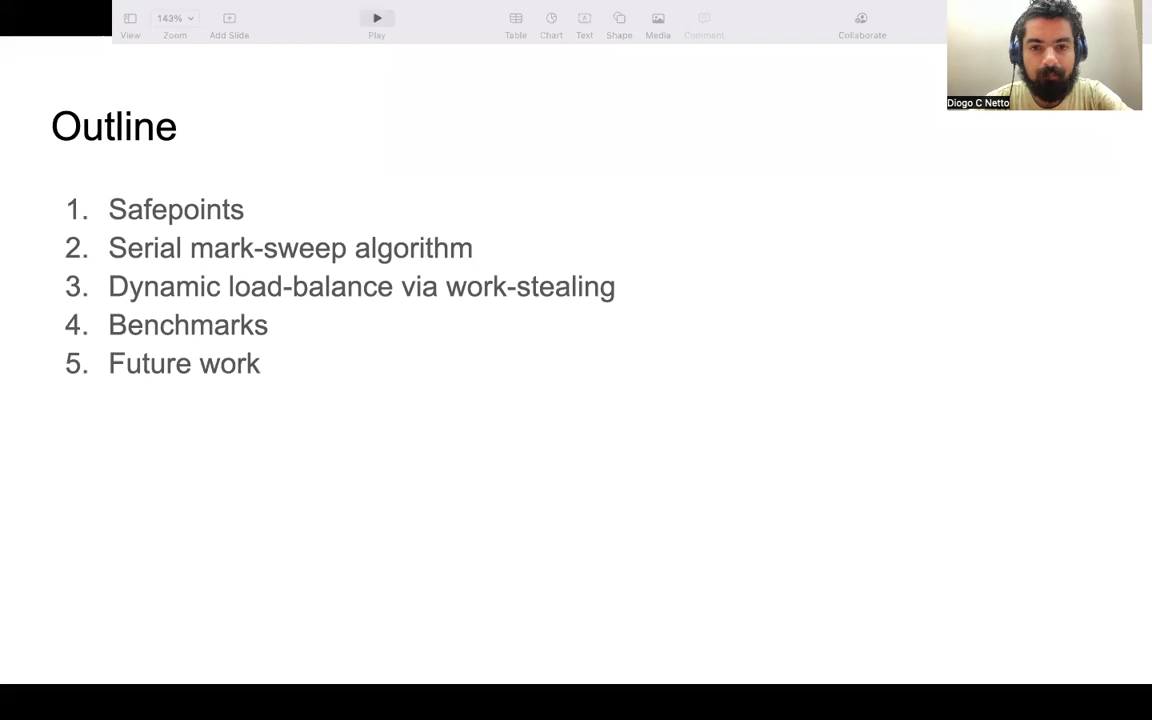 143%
View
Zoom
Add Slide
Play
Table
Chart
Text
Shape
Media
Comment
Collaborate
Diogo C Netto
Outline
1. Safepoints
2. Serial mark-sweep algorithm
3. Dynamic load-balance via work-stealing
4. Benchmarks
5. Future work